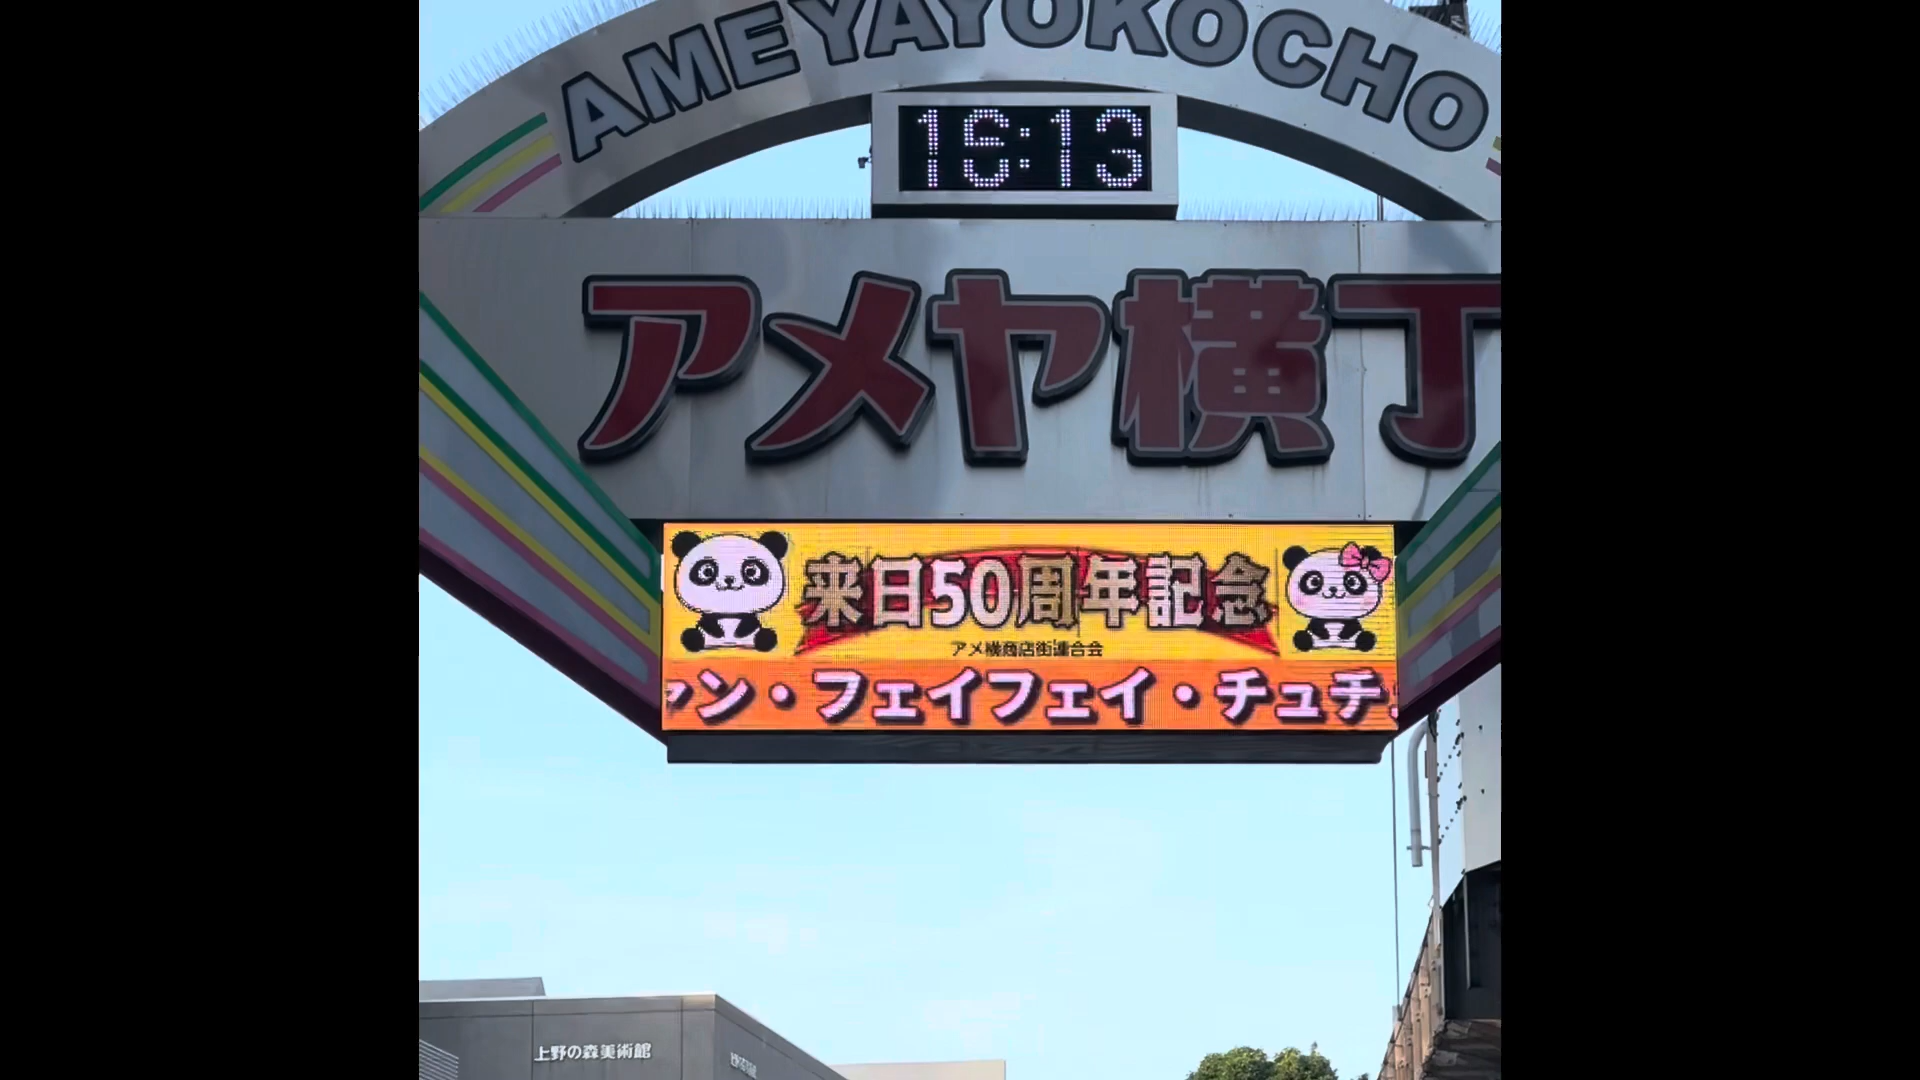 AMEYAYOKOCHO
16:13
アメヤ横丁
来日50周年記念
アメ横商店街連合会
ン・フェイフェイ・チュチ
上野の森美術館